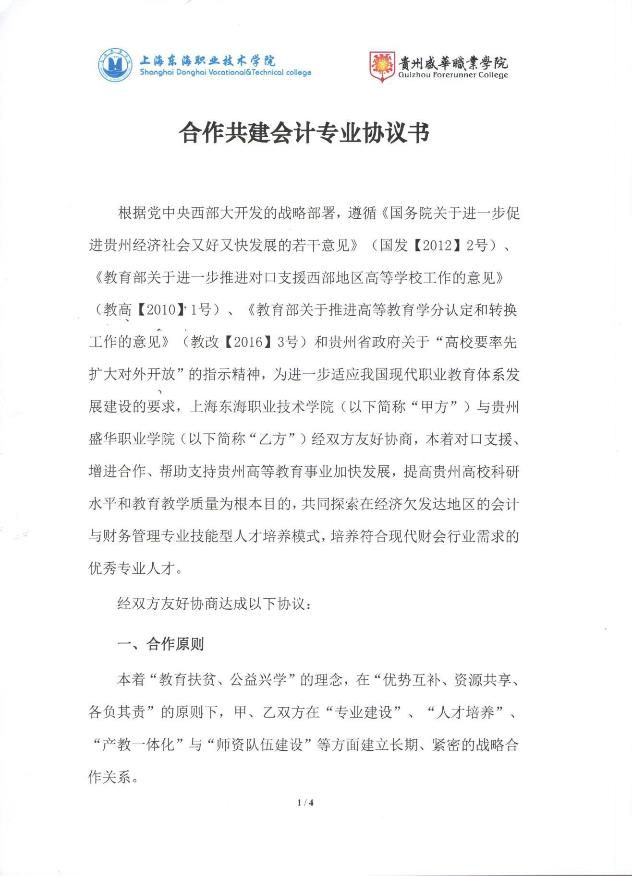 上海东海职业技术学院
Shanghai Donghai Vocational&Technical college
貴州盛華職業学院
Guizhou Forerunner College
合作共建会计专业协议书
根据党中央西部大开发的战略部署，遵循《国务院关于进一步促
进贵州经济社会又好又快发展的若干意见》（国发【2012】2号）、
《教育部关于进一步推进对口支援西部地区高等学校工作的意见》
（教高【2010】1号）、《教育部关于推进高等教育学分认定和转换
工作的意见》（教改【2016】3号）和贵州省政府关于“高校要率先
扩大对外开放”的指示精神，为进一步适应我国现代职业教育体系发
展建设的要求，上海东海职业技术学院（以下简称“甲方”）与贵州
盛华职业学院（以下简称“乙方”）经双方友好协商，本着对口支援、
增进合作、帮助支持贵州高等教育事业加快发展，提高贵州高校科研
水平和教育教学质量为根本目的，共同探索在经济欠发达地区的会计
与财务管理专业技能型人才培养模式，培养符合现代财会行业需求的
优秀专业人才。
经双方友好协商达成以下协议：
一、合作原则
本着“教育扶贫、公益兴学”的理念，在“优势互补、资源共享、
各负其责”的原则下，甲、乙双方在“专业建设”、“人才培养”、
“产教一体化”与“师资队伍建设”等方面建立长期、紧密的战略合
作关系。
1 / 4